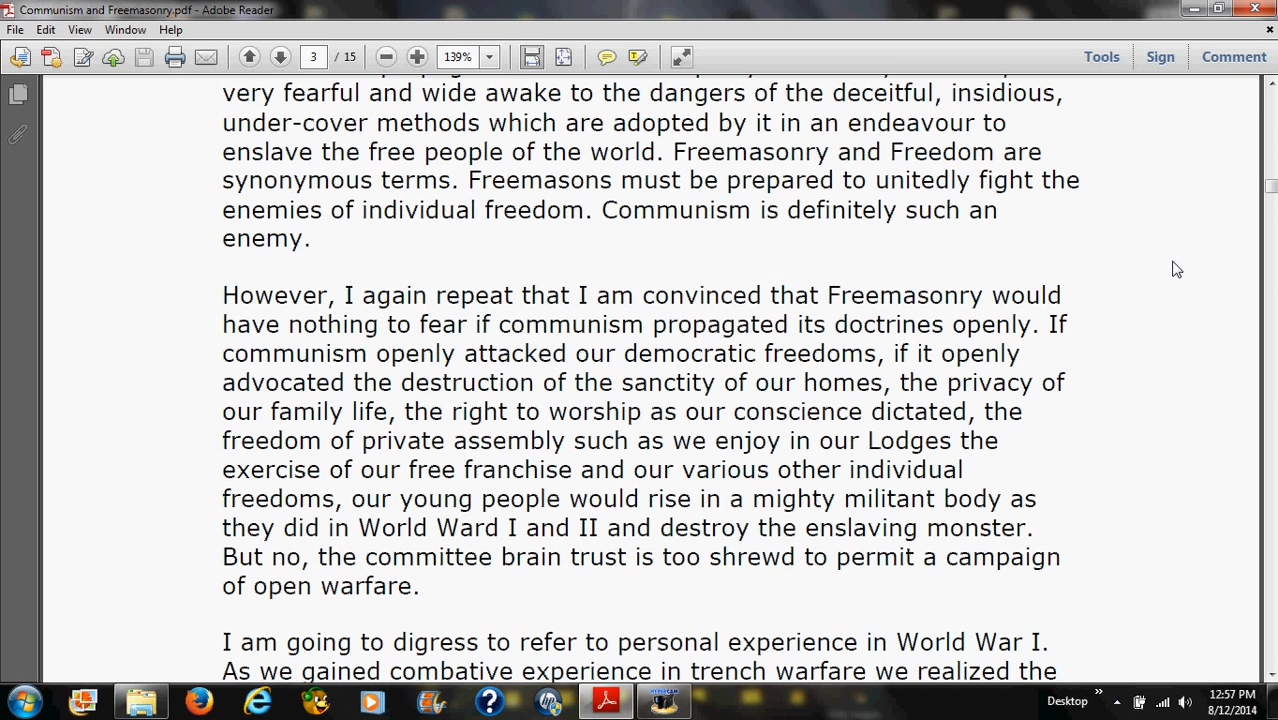 Communism and Freemasonry.pdf - Adobe Reader
File Edit View Window Help
3 / 15 139% Tools Sign Comment
very fearful and wide awake to the dangers of the deceitful, insidious,
under-cover methods which are adopted by it in an endeavour to
enslave the free people of the world. Freemasonry and Freedom are
synonymous terms. Freemasons must be prepared to unitedly fight the
enemies of individual freedom. Communism is definitely such an
enemy.
However, I again repeat that I am convinced that Freemasonry would
have nothing to fear if communism propagated its doctrines openly. If
communism openly attacked our democratic freedoms, if it openly
advocated the destruction of the sanctity of our homes, the privacy of
our family life, the right to worship as our conscience dictated, the
freedom of private assembly such as we enjoy in our Lodges the
exercise of our free franchise and our various other individual
freedoms, our young people would rise in a mighty militant body as
they did in World Ward I and II and destroy the enslaving monster.
But no, the committee brain trust is too shrewd to permit a campaign
of open warfare.
I am going to digress to refer to personal experience in World War I.
As we gained combative experience in trench warfare we realized the
Desktop
12:57 PM
8/12/2014